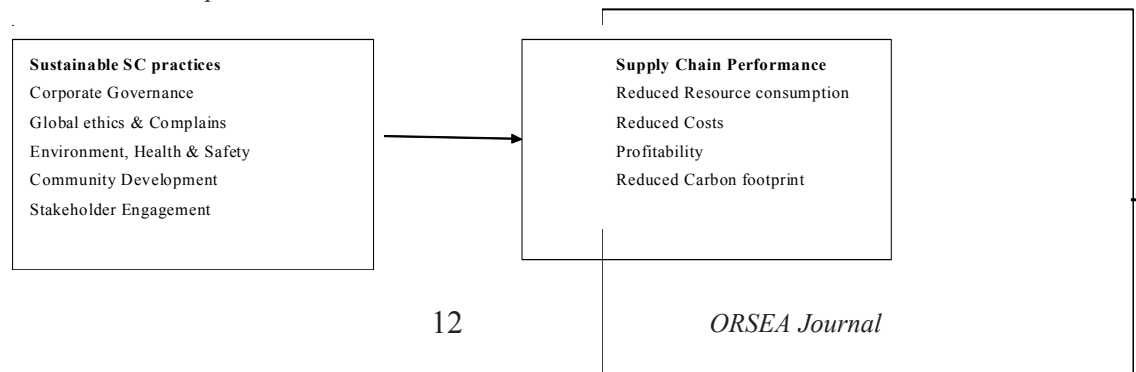 Sustainable SC practices
Corporate Governance
Global ethics & Complains
Environment, Health & Safety
Community Development
Stakeholder Engagement
Supply Chain Performance
Reduced Resource consumption
Reduced Costs
Profitability
Reduced Carbon footprint
12
ORSEA Journal